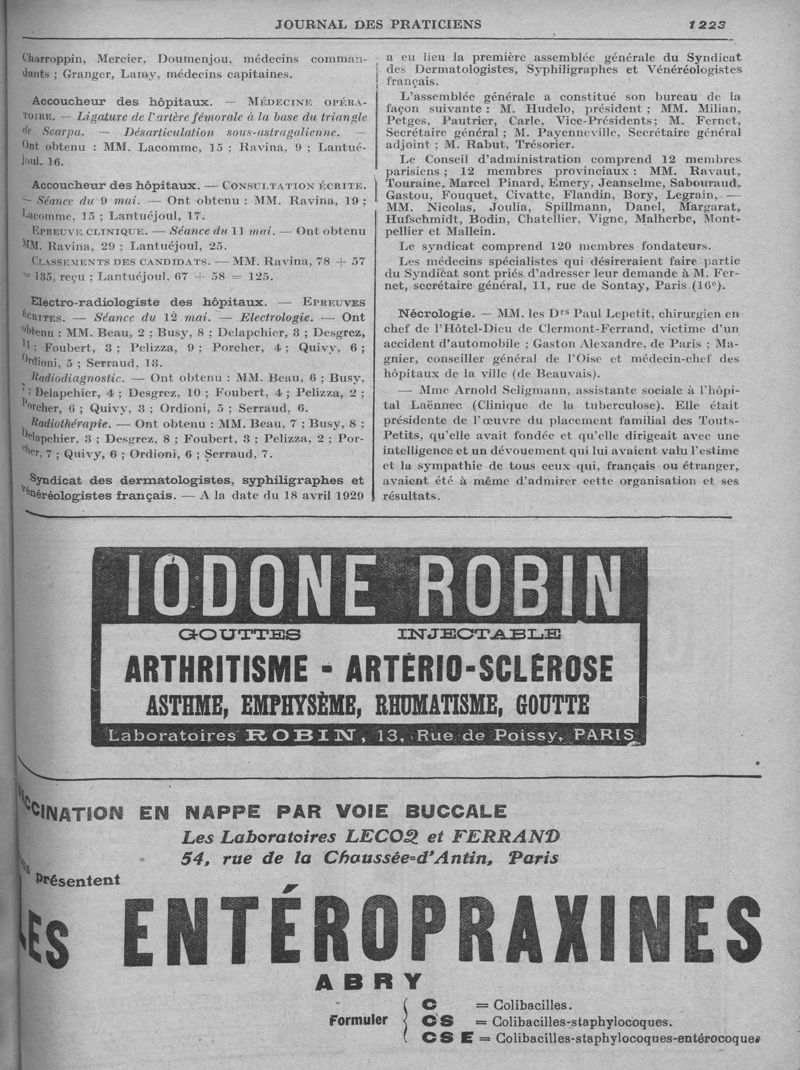 JOURNAL DES PRATICIENS 1223
Charroppin, Mercier, Doumenjou, médecins comman-
dants ; Granger, Lamy, médecins capitaines.
Accoucheur des hôpitaux. — MÉDECINE OPÉRA-
TOIRE. — Ligature de l'artère fémorale à la base du triangle
de Scarpa. — Désarticulation sous-astragalienne. —
Ont obtenu : MM. Lacomme, 15 ; Ravina, 9 ; Lantué-
joul, 16.
Accoucheur des hôpitaux. — CONSULTATION ÉCRITE.
— Séance du 9 mai. — Ont obtenu : MM. Ravina, 19 ;
Lacomme, 15 ; Lantuéjoul, 17.
EPREUVE CLINIQUE. — Séance du 11 mai. — Ont obtenu
MM. Ravina, 29 ; Lantuéjoul, 25.
CLASSEMENTS DES CANDIDATS. — MM. Ravina, 78 + 57
= 135, reçu ; Lantuéjoul, 67 + 58 = 125.
Electro-radiologiste des hôpitaux. — EPREUVES
ÉCRITES. — Séance du 12 mai. — Electrologie. — Ont
obtenu : MM. Beau, 2 ; Busy, 8 ; Delapchier, 3 ; Desgrez,
11 ; Foubert, 3 ; Pelizza, 9 ; Porcher, 4 ; Quivy, 6 ;
Ordioni, 5 ; Serraud, 13.
Radiodiagnostic. — Ont obtenu : MM. Beau, 6 ; Busy,
7 ; Delapchier, 4 ; Desgrez, 10 ; Foubert, 4 ; Pelizza, 2 ;
Porcher, 6 ; Quivy, 3 ; Ordioni, 5 ; Serraud, 6.
Radiothérapie. — Ont obtenu : MM. Beau, 7 ; Busy, 8 ;
Delapchier, 3 ; Desgrez, 8 ; Foubert, 3 ; Pelizza, 2 ; Por-
cher, 7 ; Quivy, 6 ; Ordioni, 6 ; Serraud, 7.
Syndicat des dermatologistes, syphiligraphes et
vénéréologistes français. — A la date du 18 avril 1929
a eu lieu la première assemblée générale du Syndicat
des Dermatologistes, Syphiligraphes et Vénéréologistes
français.
L'assemblée générale a constitué son bureau de la
façon suivante : M. Hudelo, président ; MM. Milian,
Petges, Pautrier, Carle, Vice-Présidents; M. Fernet,
Secrétaire général ; M. Payenneville, Secrétaire général
adjoint ; M. Rabut, Trésorier.
Le Conseil d'administration comprend 12 membres
parisiens ; 12 membres provinciaux : MM. Ravaut,
Touraine, Marcel Pinard, Emery, Jeanselme, Sabouraud,
Gastou, Fouquet, Civatte, Flandin, Bory, Legrain, —
MM. Nicolas, Joulia, Spillmann, Danel, Margarat,
Hufschmidt, Bodin, Chatellier, Vigne, Malherbe, Mont-
pellier et Mallein.
Le syndicat comprend 120 membres fondateurs.
Les médecins spécialistes qui désireraient faire partie
du Syndicat sont priés d'adresser leur demande à M. Fer-
net, secrétaire général, 11, rue de Sontay, Paris (16e).
Nécrologie. — MM. les Drs Paul Lepetit, chirurgien en
chef de l'Hôtel-Dieu de Clermont-Ferrand, victime d'un
accident d'automobile ; Gaston Alexandre, de Paris ; Ma-
gnier, conseiller général de l'Oise et médecin-chef des
hôpitaux de la ville (de Beauvais).
— Mme Arnold Seligmann, assistante sociale à l'hôpi-
tal Laënnec (Clinique de la tuberculose). Elle était
présidente de l'œuvre du placement familial des Touts-
Petits, qu'elle avait fondée et qu'elle dirigeait avec une
intelligence et un dévouement qui lui avaient valu l'estime
et la sympathie de tous ceux qui, français ou étranger,
avaient été à même d'admirer cette organisation et ses
résultats.
IODONE ROBIN
GOUTTES INJECTABLE
ARTHRITISME - ARTÉRIO-SCLÉROSE
ASTHME, EMPHYSÈME, RHUMATISME, GOUTTE
Laboratoires ROBIN, 13, Rue de Poissy, PARIS
CCINATION EN NAPPE PAR VOIE BUCCALE
Les Laboratoires LECOQ et FERRAND
54, rue de la Chaussée-d'Antin, Paris
Présentent
LES ENTÉROPRAXINES
ABRY
Formuler
C = Colibacilles.
CS = Colibacilles-staphylocoques.
CSE = Colibacilles-staphylocoques-entérocoques